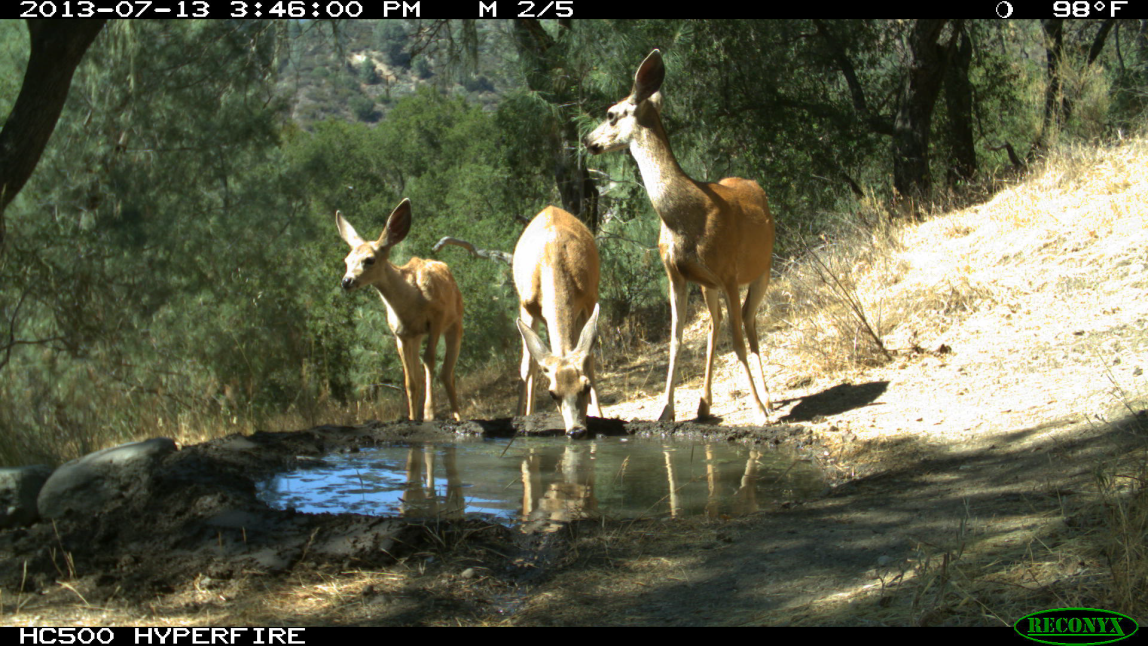 2013-07-13 3:46:00 PM M 2/5 98°F
HC500 HYPERFIRE
RECONYX